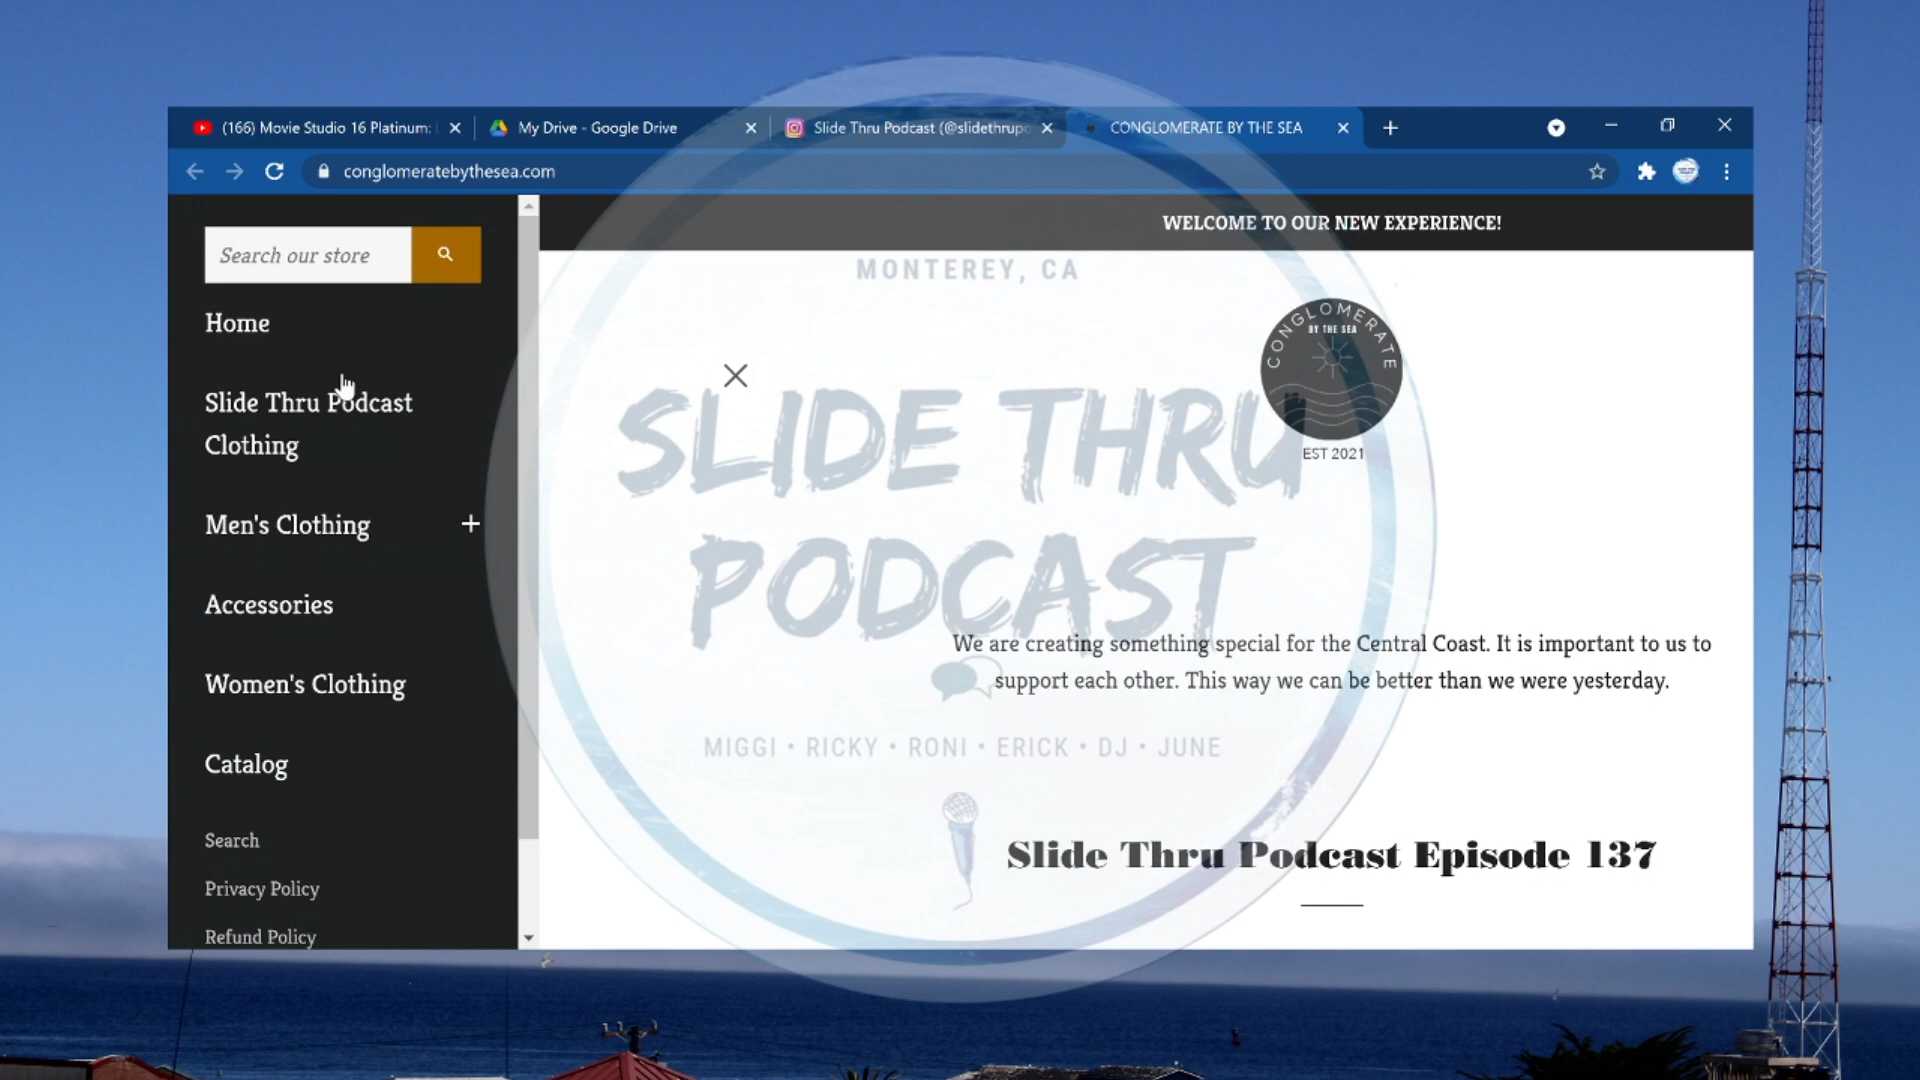 (166) Movie Studio 16 Platinum:
My Drive - Google Drive
Slide Thru Podcast (@slidethrupo
CONGLOMERATE BY THE SEA
conglomeratebythesea.com
Search our store
Home
Slide Thru Podcast
Clothing
Men's Clothing
Accessories
Women's Clothing
Catalog
Search
Privacy Policy
Refund Policy
WELCOME TO OUR NEW EXPERIENCE!
MONTEREY, CA
CONGLOMERATE
BY THE SEA
EST 2021
SLIDE THRU
PODCAST
We are creating something special for the Central Coast. It is important to us to
support each other. This way we can be better than we were yesterday.
MIGGI • RICKY • RONI • ERICK • DJ • JUNE
Slide Thru Podcast Episode 137